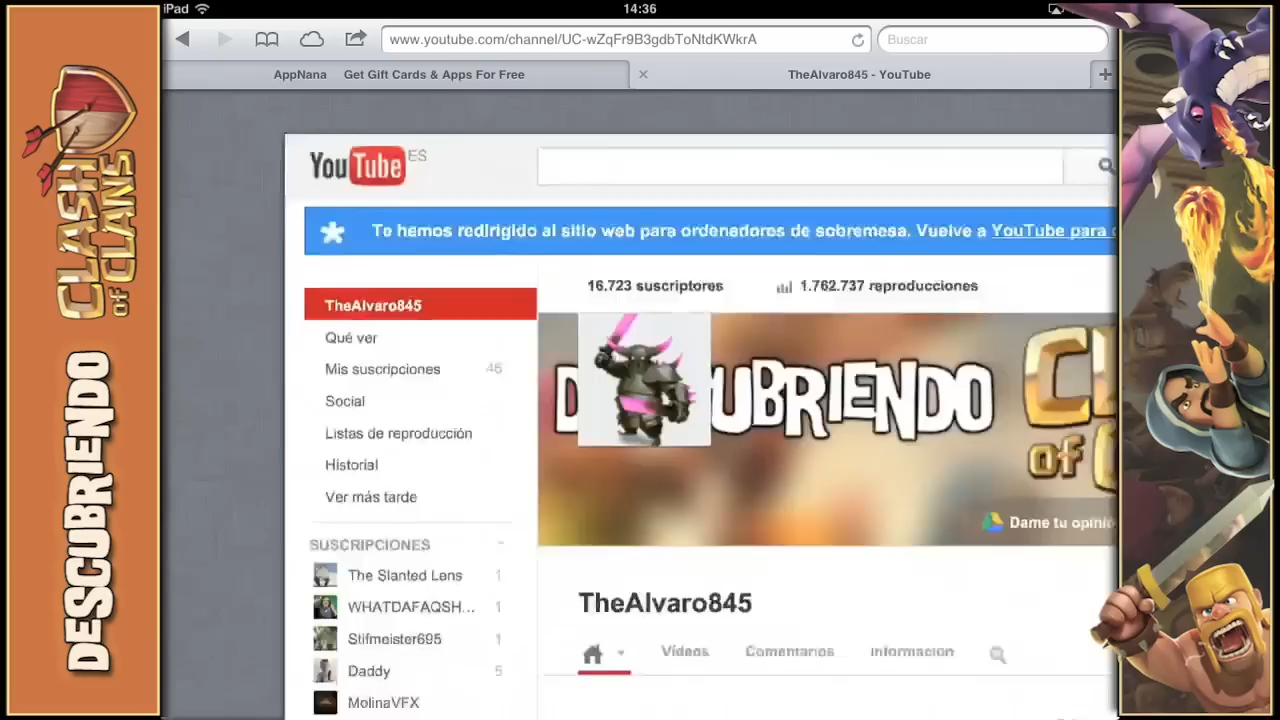 iPad
14:36
www.youtube.com/channel/UC-wZqFr9B3gdbToNtdKWkrA
Buscar
AppNana Get Gift Cards & Apps For Free
TheAlvaro845 - YouTube
YouTube ES
Te hemos redirigido al sitio web para ordenadores de sobremesa. Vuelve a YouTube para
16.723 suscriptores
1.762.737 reproducciones
TheAlvaro845
Qué ver
Mis suscripciones 46
Social
Listas de reproducción
Historial
Ver más tarde
UBRIENDO
of
Dame tu opinió
SUSCRIPCIONES
The Slanted Lens 1
WHATDAFAQSH... 1
Stifmeister695 1
Daddy 5
MolinaVFX
TheAlvaro845
Vídeos
Comentarios
Información
DESCUBRIENDO
CLASH
of CLANS